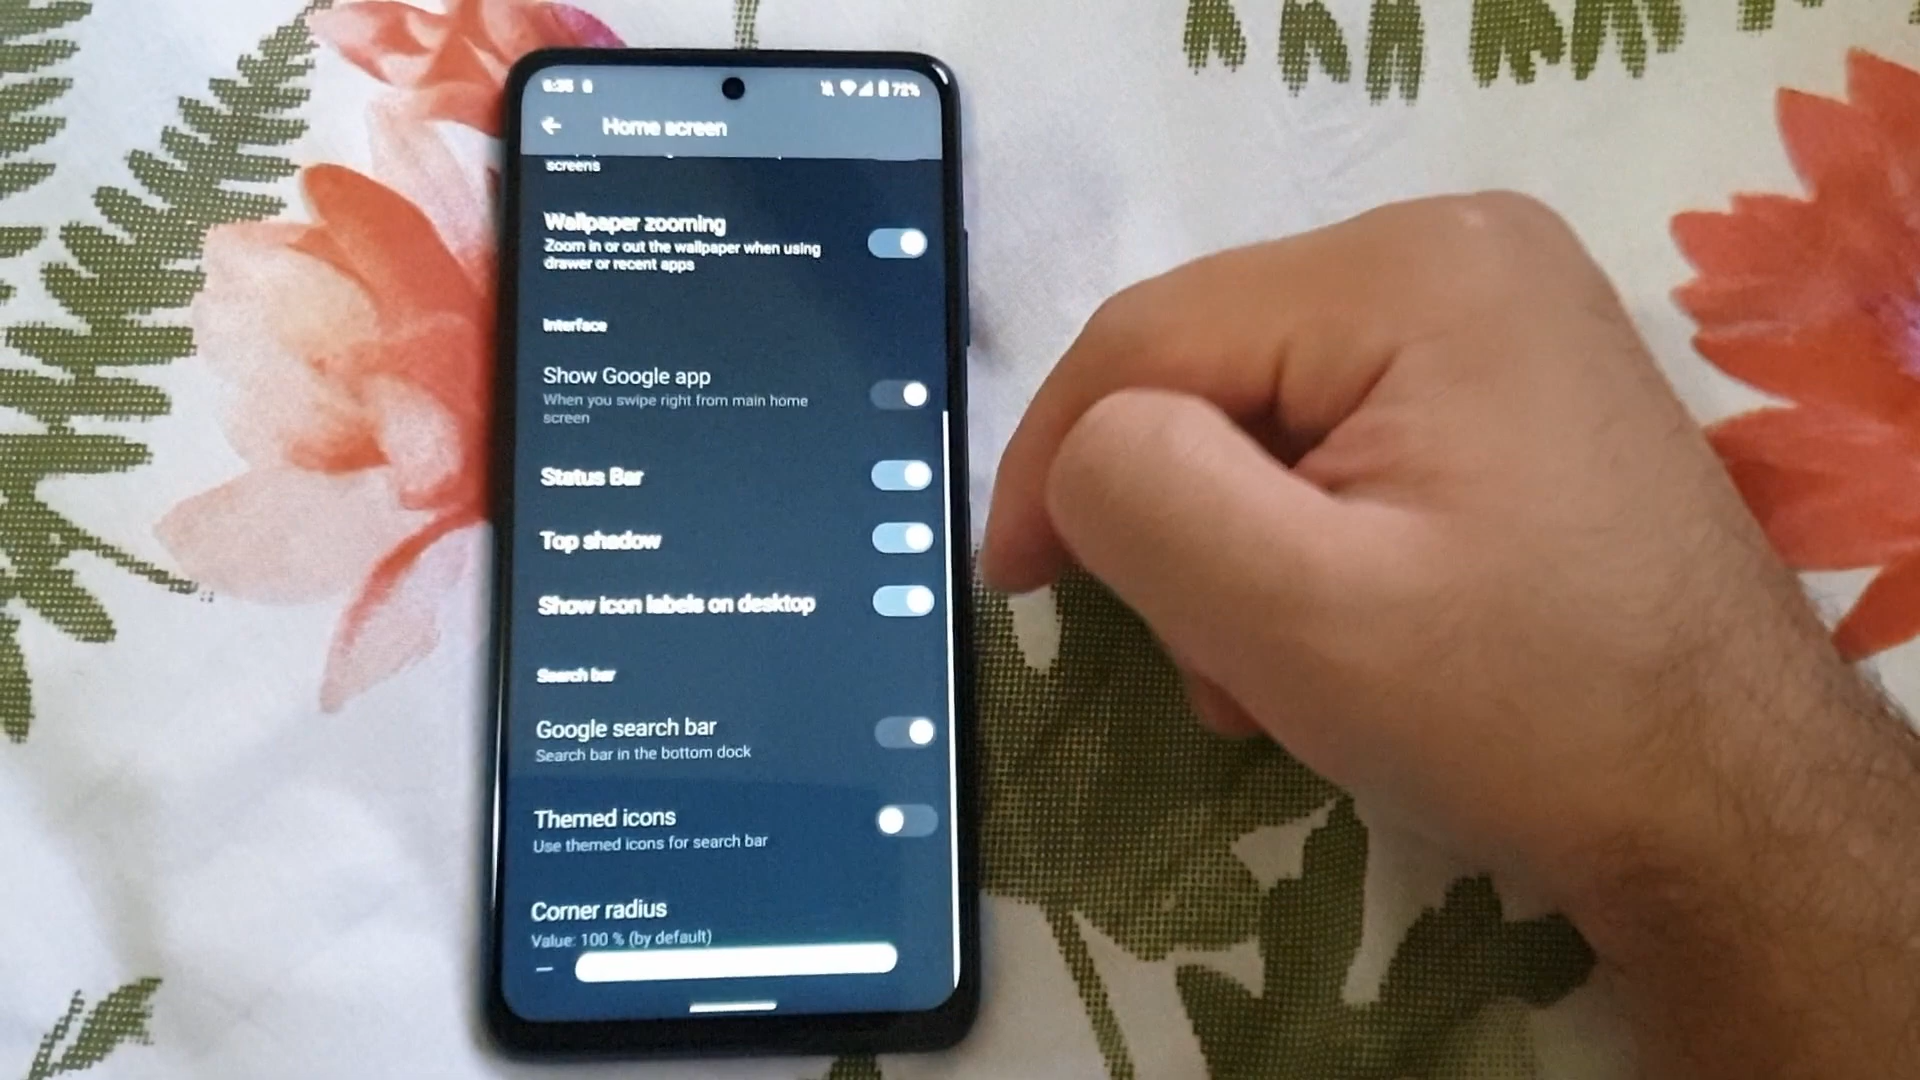 72%
Home screen
screens
Wallpaper zooming
Zoom in or out the wallpaper when using
drawer or recent apps
Interface
Show Google app
When you swipe right from main home
screen
Status Bar
Top shadow
Show icon labels on desktop
Search bar
Google search bar
Search bar in the bottom dock
Themed icons
Use themed icons for search bar
Corner radius
Value: 100 % (by default)